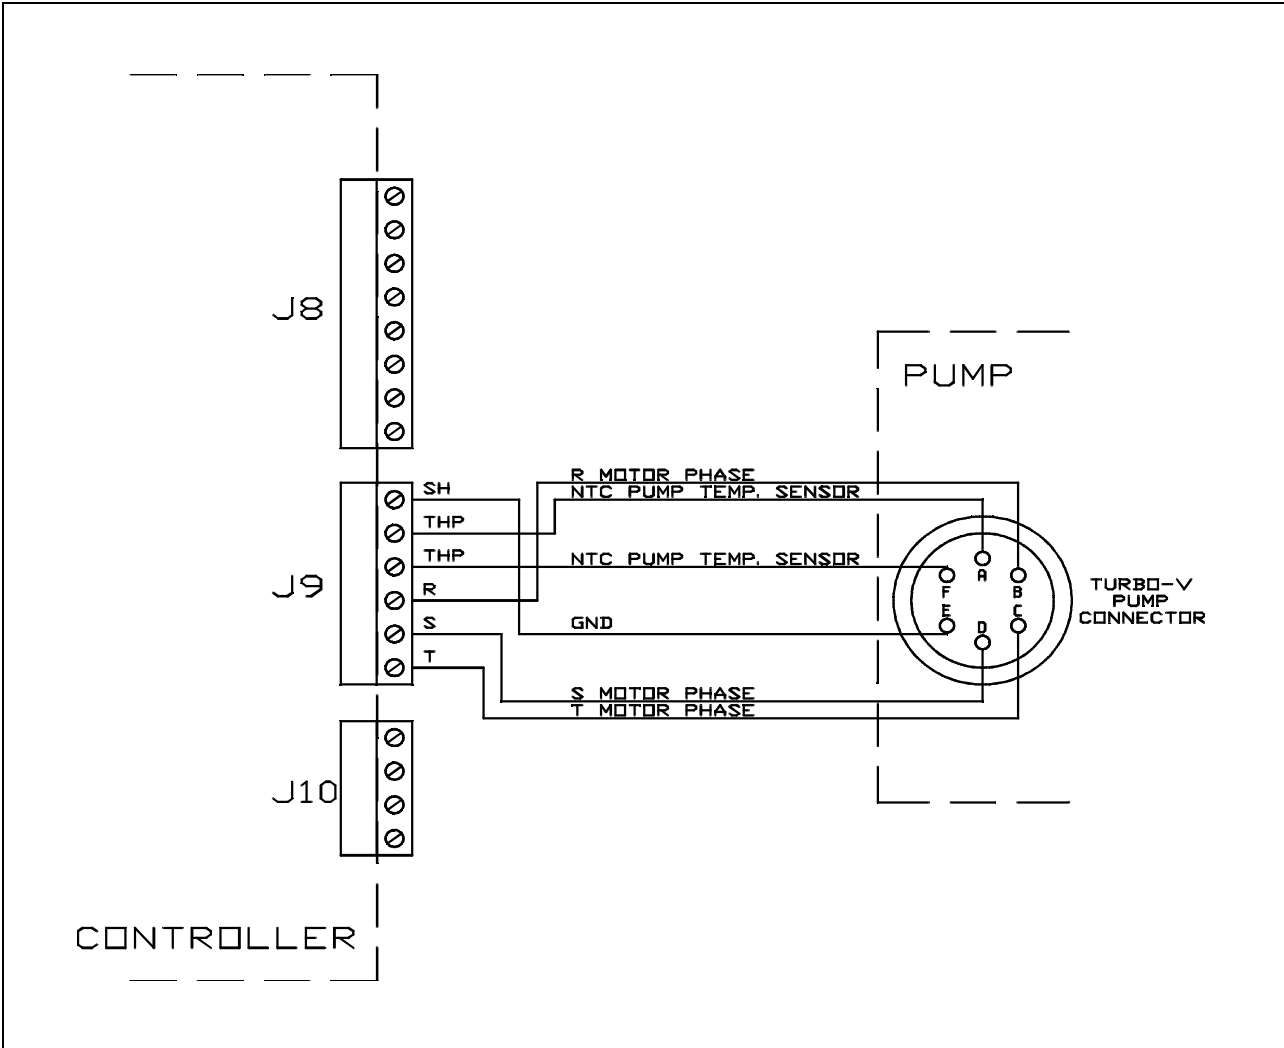 J8
PUMP
R MOTOR PHASE
SH
NTC PUMP TEMP. SENSOR
THP
THP
NTC PUMP TEMP. SENSOR
A
J9
R
F
B
TURBO-V
PUMP
CONNECTOR
E
C
S
GND
D
T
S MOTOR PHASE
T MOTOR PHASE
J10
CONTROLLER